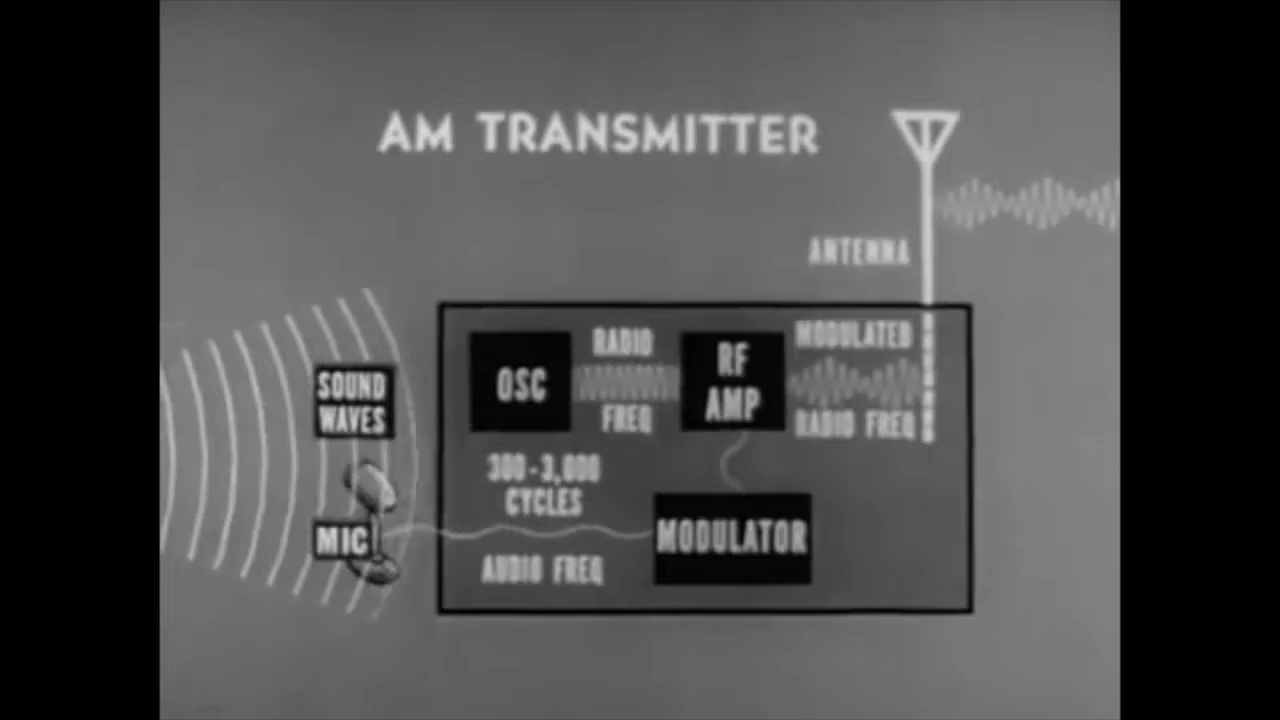 AM TRANSMITTER
ANTENNA
SOUND
WAVES
MIC
OSC
RADIO
FREQ
RF
AMP
MODULATED
RADIO FREQ
300-3,000
CYCLES
AUDIO FREQ
MODULATOR